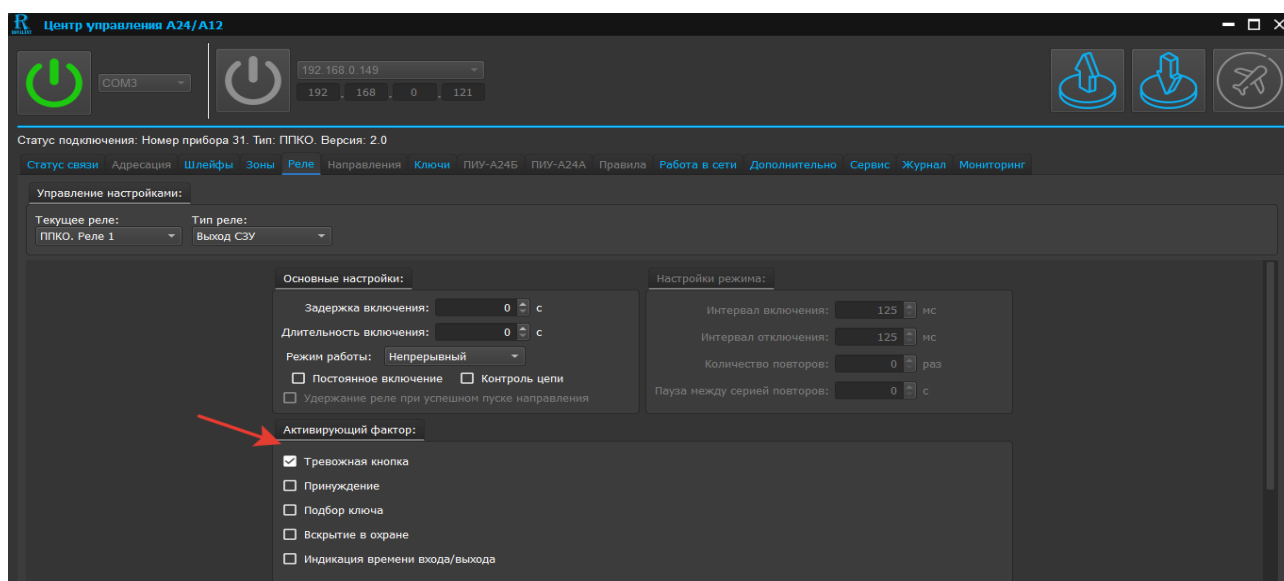 R
Центр управления А24/А12
COM3
192.168.0.149
192 . 168 . 0 . 121
Статус подключения: Номер прибора 31. Тип: ППКО. Версия: 2.0
Статус связи Адресация Шлейфы Зоны Реле Направления Ключи ПИУ-А24Б ПИУ-А24А Правила Работа в сети Дополнительно Сервис Журнал Мониторинг
Управление настройками:
Текущее реле: Тип реле:
ППКО. Реле 1 Выход СЗУ
Основные настройки: Настройки режима:
Задержка включения: 0 с Интервал включения: 125 мс
Длительность включения: 0 с Интервал отключения: 125 мс
Режим работы: Непрерывный Количество повторов: 0 раз
Постоянное включение Контроль цепи Пауза между серией повторов: 0 с
Удержание реле при успешном пуске направления
Активирующий фактор:
Тревожная кнопка
Принуждение
Подбор ключа
Вскрытие в охране
Индикация времени входа/выхода